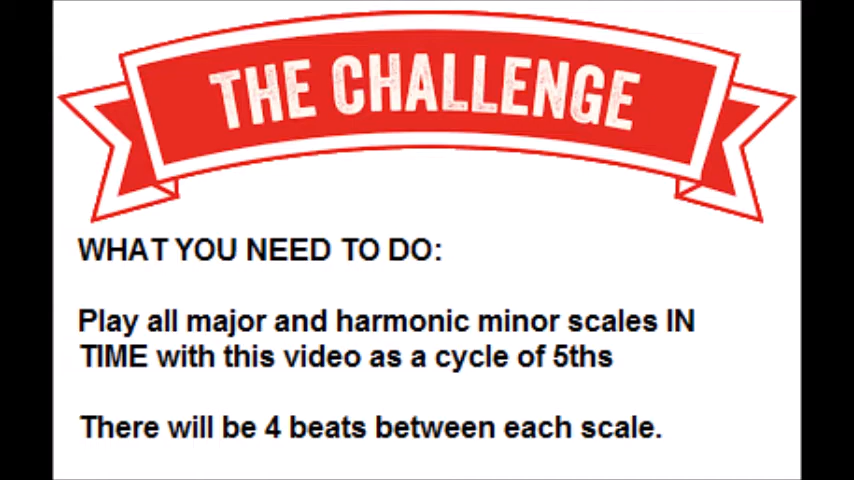 THE CHALLENGE
WHAT YOU NEED TO DO:
Play all major and harmonic minor scales IN
TIME with this video as a cycle of 5ths
There will be 4 beats between each scale.